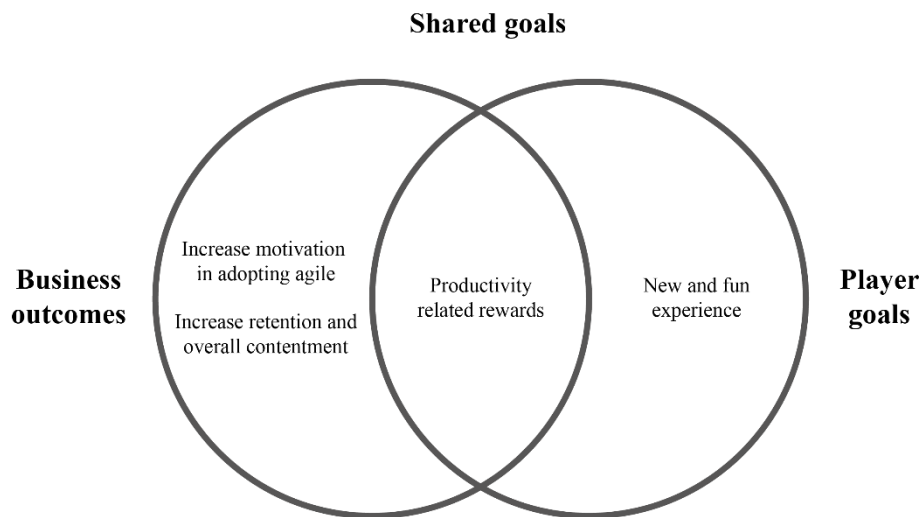 Shared goals
Business
outcomes
Increase motivation
in adopting agile
Increase retention and
overall contentment
Productivity
related rewards
New and fun
experience
Player
goals